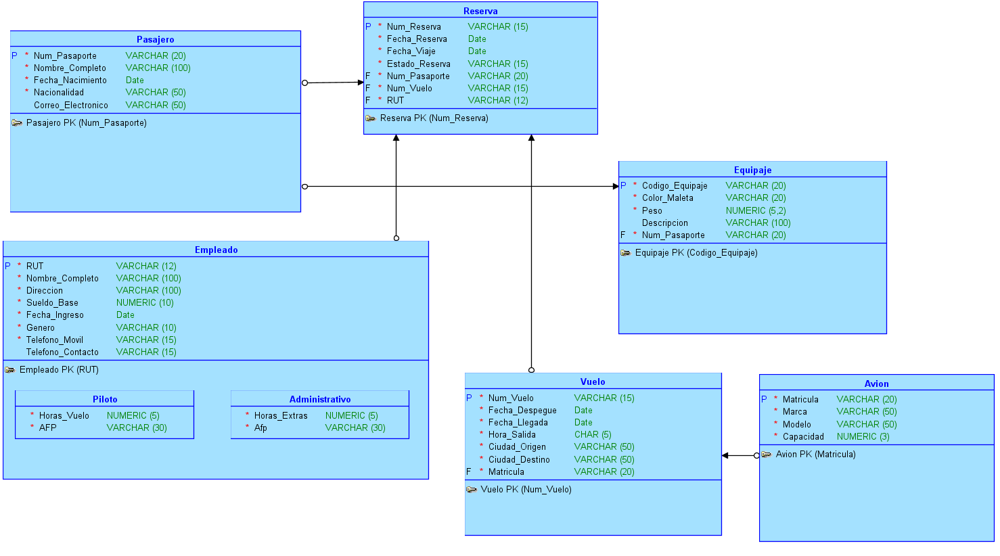 Reserva
P * Num_Reserva VARCHAR (15)
* Fecha_Reserva Date
* Fecha_Viaje Date
* Estado_Reserva VARCHAR (15)
F * Num_Pasaporte VARCHAR (20)
F * Num_Vuelo VARCHAR (15)
F * RUT VARCHAR (12)
Reserva PK (Num_Reserva)
Pasajero
P * Num_Pasaporte VARCHAR (20)
* Nombre_Completo VARCHAR (100)
* Fecha_Nacimiento Date
* Nacionalidad VARCHAR (50)
Correo_Electronico VARCHAR (50)
Pasajero PK (Num_Pasaporte)
Equipaje
P * Codigo_Equipaje VARCHAR (20)
* Color_Maleta VARCHAR (20)
* Peso NUMERIC (5,2)
Descripcion VARCHAR (100)
F * Num_Pasaporte VARCHAR (20)
Equipaje PK (Codigo_Equipaje)
Empleado
P * RUT VARCHAR (12)
* Nombre_Completo VARCHAR (100)
* Direccion VARCHAR (100)
* Sueldo_Base NUMERIC (10)
* Fecha_Ingreso Date
* Genero VARCHAR (10)
* Telefono_Movil VARCHAR (15)
Telefono_Contacto VARCHAR (15)
Empleado PK (RUT)
Piloto
* Horas_Vuelo NUMERIC (5)
* AFP VARCHAR (30)
Administrativo
* Horas_Extras NUMERIC (5)
* Afp VARCHAR (30)
Vuelo
P * Num_Vuelo VARCHAR (15)
* Fecha_Despegue Date
* Fecha_Llegada Date
* Hora_Salida CHAR (5)
* Ciudad_Origen VARCHAR (50)
* Ciudad_Destino VARCHAR (50)
F * Matricula VARCHAR (20)
Vuelo PK (Num_Vuelo)
Avion
P * Matricula VARCHAR (20)
* Marca VARCHAR (50)
* Modelo VARCHAR (50)
* Capacidad NUMERIC (3)
Avion PK (Matricula)